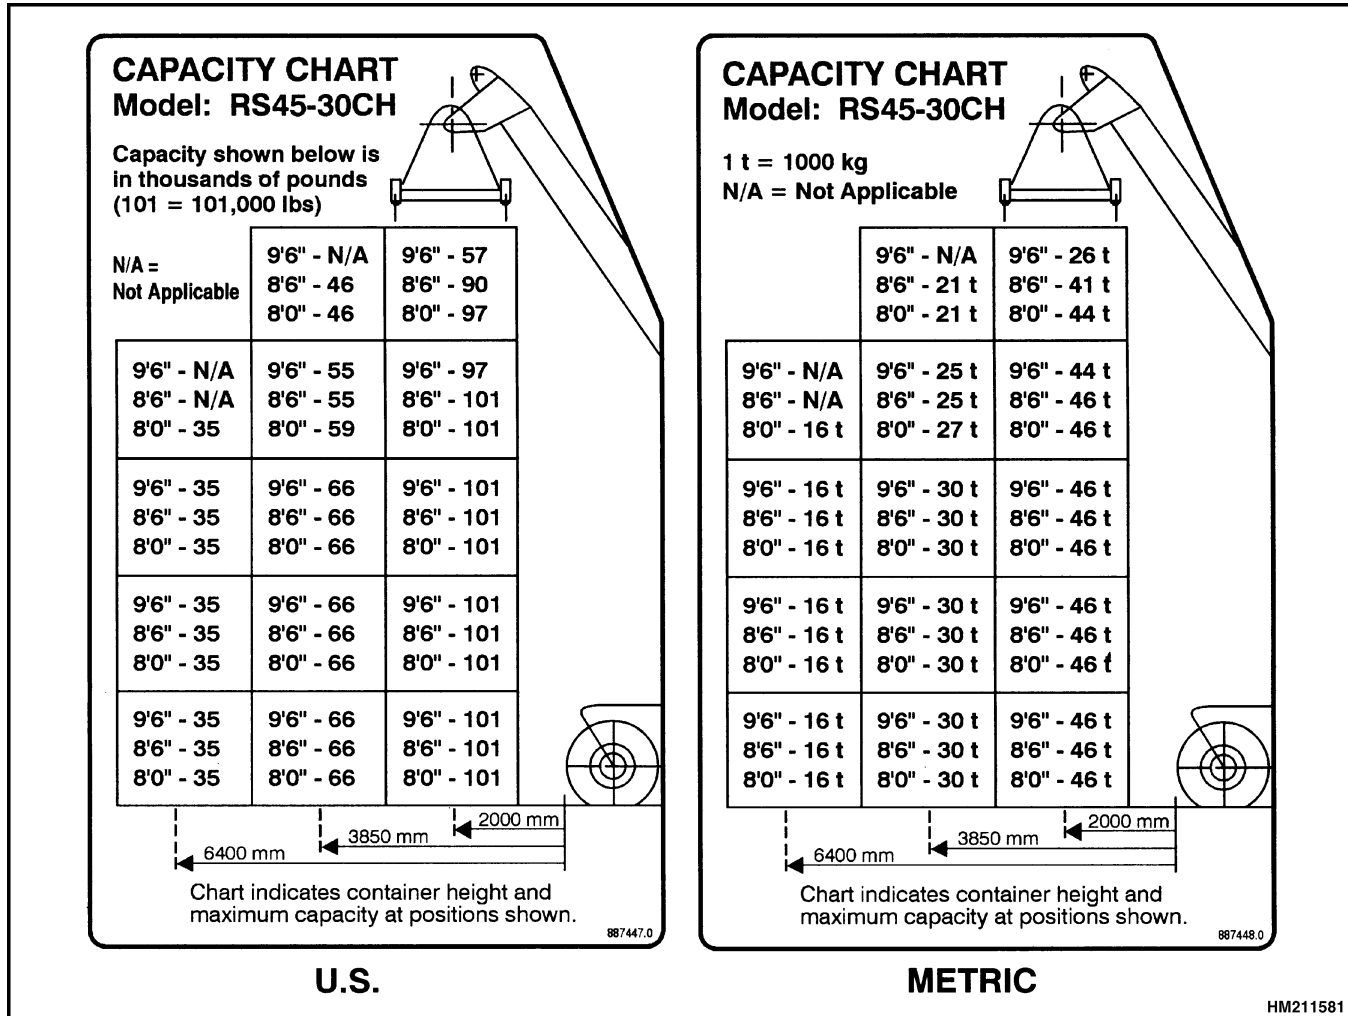 CAPACITY CHART
Model: RS45-30CH
Capacity shown below is
in thousands of pounds
(101 = 101,000 lbs)
N/A =
Not Applicable
9'6" - N/A 9'6" - 57
8'6" - 46 8'6" - 90
8'0" - 46 8'0" - 97
9'6" - N/A 9'6" - 55 9'6" - 97
8'6" - N/A 8'6" - 55 8'6" - 101
8'0" - 35 8'0" - 59 8'0" - 101
9'6" - 35 9'6" - 66 9'6" - 101
8'6" - 35 8'6" - 66 8'6" - 101
8'0" - 35 8'0" - 66 8'0" - 101
9'6" - 35 9'6" - 66 9'6" - 101
8'6" - 35 8'6" - 66 8'6" - 101
8'0" - 35 8'0" - 66 8'0" - 101
9'6" - 35 9'6" - 66 9'6" - 101
8'6" - 35 8'6" - 66 8'6" - 101
8'0" - 35 8'0" - 66 8'0" - 101
2000 mm
3850 mm
6400 mm
Chart indicates container height and
maximum capacity at positions shown.
887447.0
U.S.
CAPACITY CHART
Model: RS45-30CH
1 t = 1000 kg
N/A = Not Applicable
9'6" - N/A 9'6" - 26 t
8'6" - 21 t 8'6" - 41 t
8'0" - 21 t 8'0" - 44 t
9'6" - N/A 9'6" - 25 t 9'6" - 44 t
8'6" - N/A 8'6" - 25 t 8'6" - 46 t
8'0" - 16 t 8'0" - 27 t 8'0" - 46 t
9'6" - 16 t 9'6" - 30 t 9'6" - 46 t
8'6" - 16 t 8'6" - 30 t 8'6" - 46 t
8'0" - 16 t 8'0" - 30 t 8'0" - 46 t
9'6" - 16 t 9'6" - 30 t 9'6" - 46 t
8'6" - 16 t 8'6" - 30 t 8'6" - 46 t
8'0" - 16 t 8'0" - 30 t 8'0" - 46 t
9'6" - 16 t 9'6" - 30 t 9'6" - 46 t
8'6" - 16 t 8'6" - 30 t 8'6" - 46 t
8'0" - 16 t 8'0" - 30 t 8'0" - 46 t
2000 mm
3850 mm
6400 mm
Chart indicates container height and
maximum capacity at positions shown.
887448.0
METRIC
HM211581